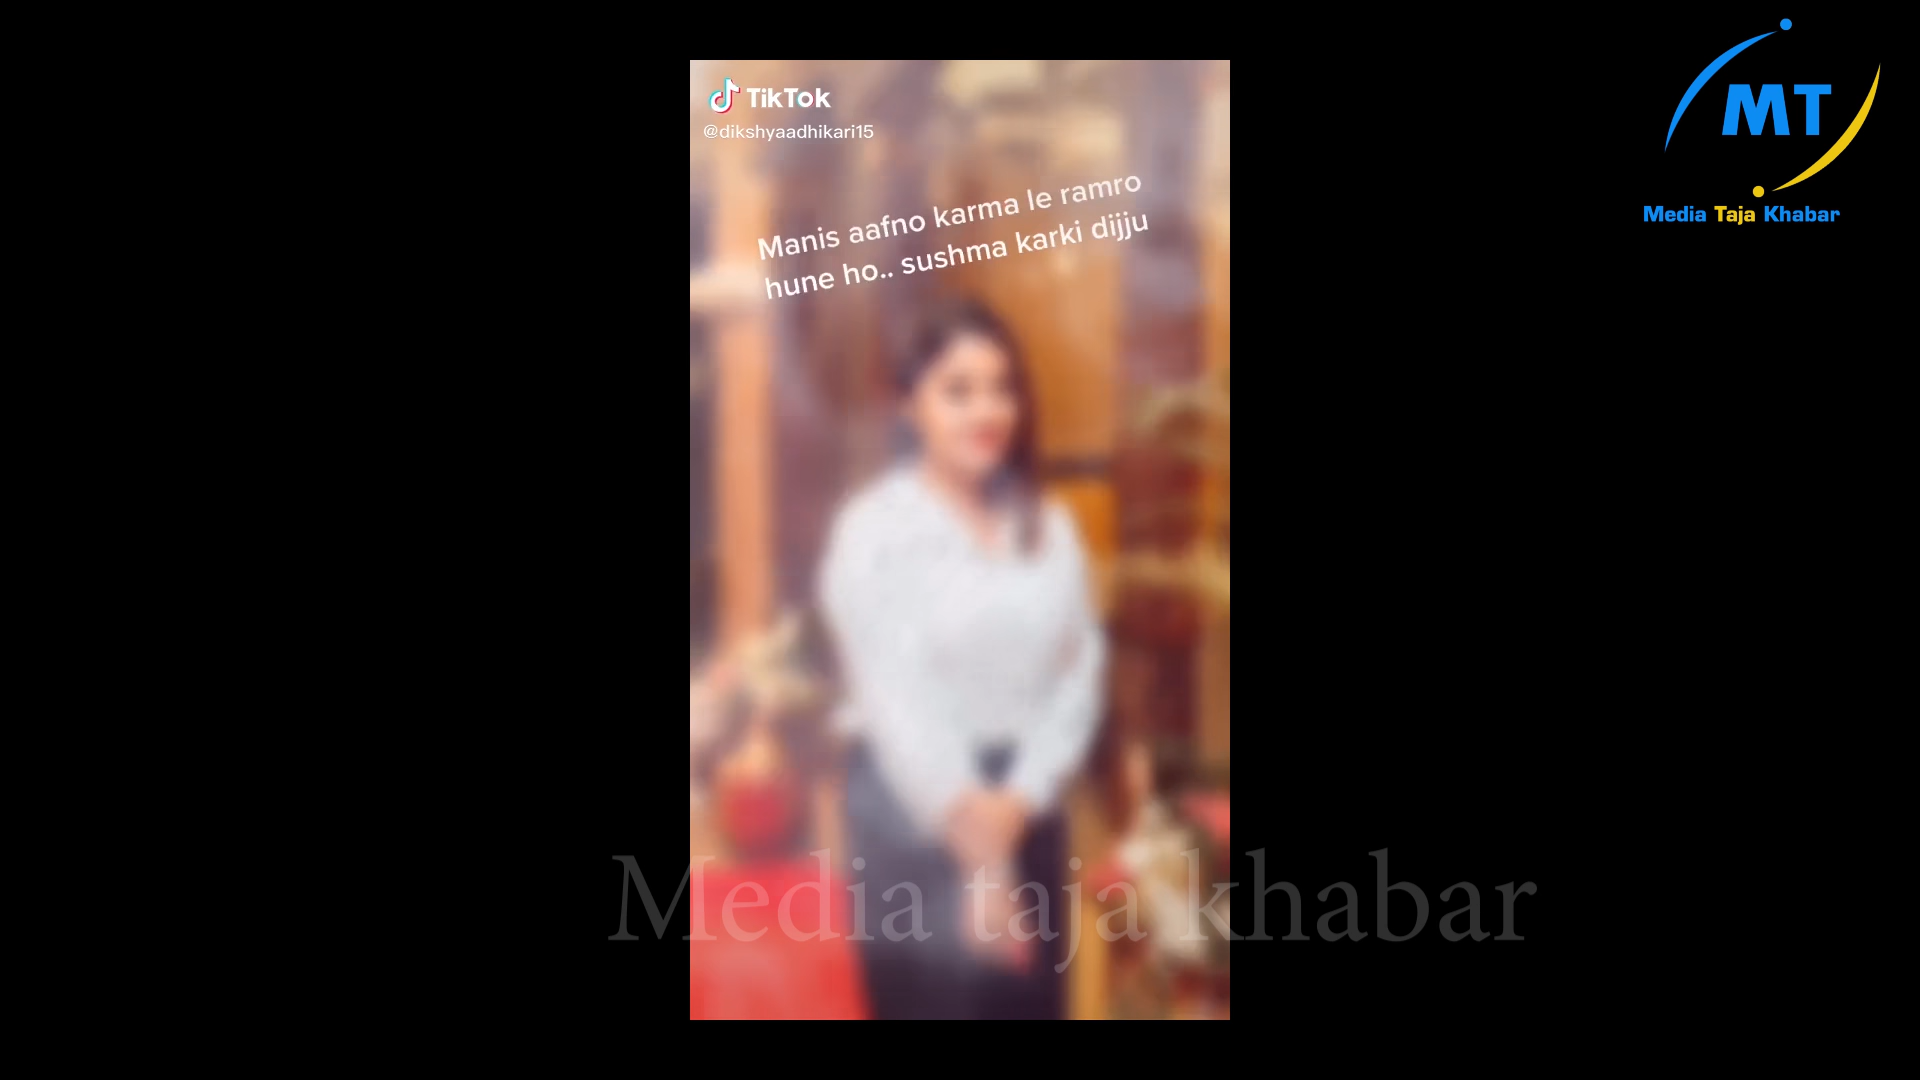 TikTok
@dikshyaadhikari15
Manis aafno karma le ramro
hune ho.. sushma karki dijju
MT
Media Taja Khabar
Media taja khabar